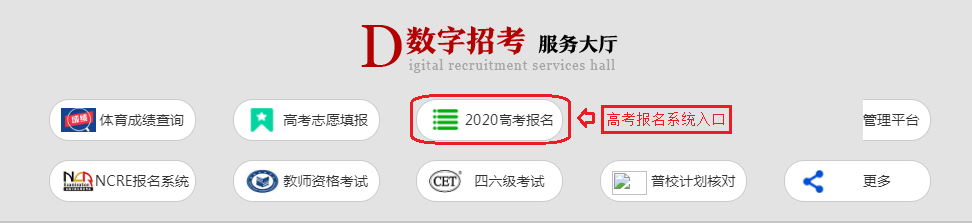 D数字招考 服务大厅
igital recruitment services hall
成绩 体育成绩查询
高考志愿填报
2020高考报名
高考报名系统入口
管理平台
NCRE报名系统
教师资格考试
CET 四六级考试
普校计划核对
更多